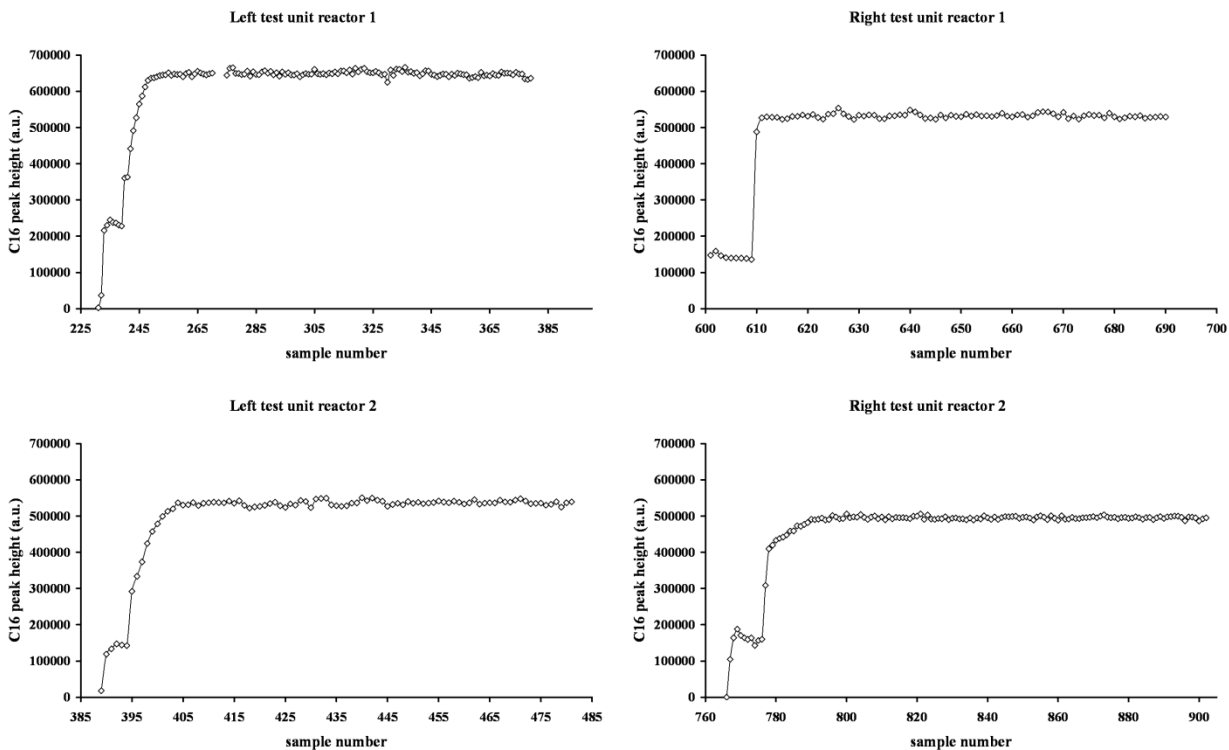 Left test unit reactor 1
C16 peak height (a.u.)
700000
600000
500000
400000
300000
200000
100000
0
225 245 265 285 305 325 345 365 385
sample number
Right test unit reactor 1
C16 peak height (a.u.)
700000
600000
500000
400000
300000
200000
100000
0
600 610 620 630 640 650 660 670 680 690 700
sample number
Left test unit reactor 2
C16 peak height (a.u.)
700000
600000
500000
400000
300000
200000
100000
0
385 395 405 415 425 435 445 455 465 475 485
sample number
Right test unit reactor 2
C16 peak height (a.u.)
700000
600000
500000
400000
300000
200000
100000
0
760 780 800 820 840 860 880 900
sample number